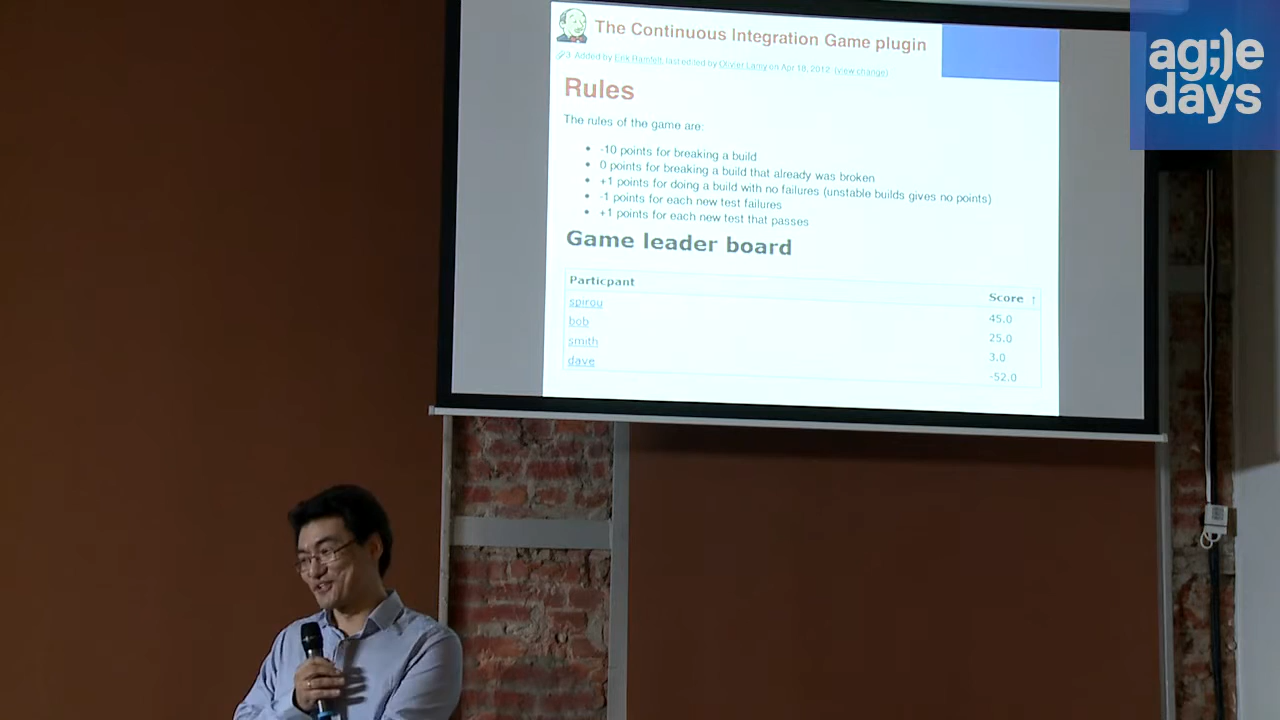 The Continuous Integration Game plugin
3 Added by Erik Ramfelt, last edited by Olivier Lamy on Apr 18, 2012 (view change)
Rules
The rules of the game are:
-10 points for breaking a build
0 points for breaking a build that already was broken
+1 points for doing a build with no failures (unstable builds gives no points)
-1 points for each new test failures
+1 points for each new test that passes
Game leader board
Particpant Score ↑
spirou 45.0
bob 25.0
smith 3.0
dave -52.0
ag;)e
days